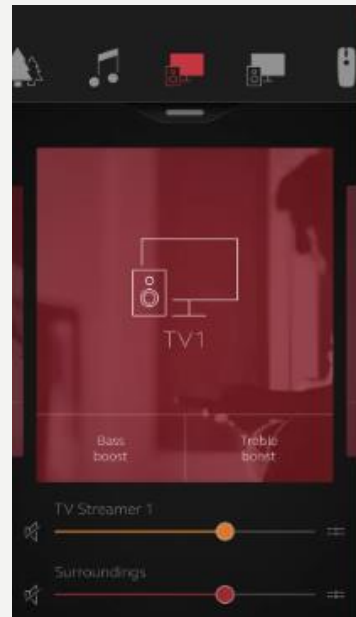 TV1
Bass
boost
Treble
boost
TV Streamer 1
Surroundings